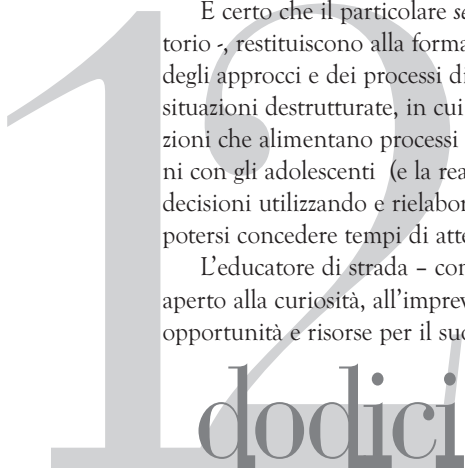 E certo che il particolare
torio -, restituiscono alla forma
degli approcci e dei processi di
situazioni destrutturate, in cui
zioni che alimentano processi
ni con gli adolescenti (e la rea
decisioni utilizzando e rielabor
potersi concedere tempi di atte
L'educatore di strada – con
aperto alla curiosità, all'imprev
opportunità e risorse per il suo
12
dodici